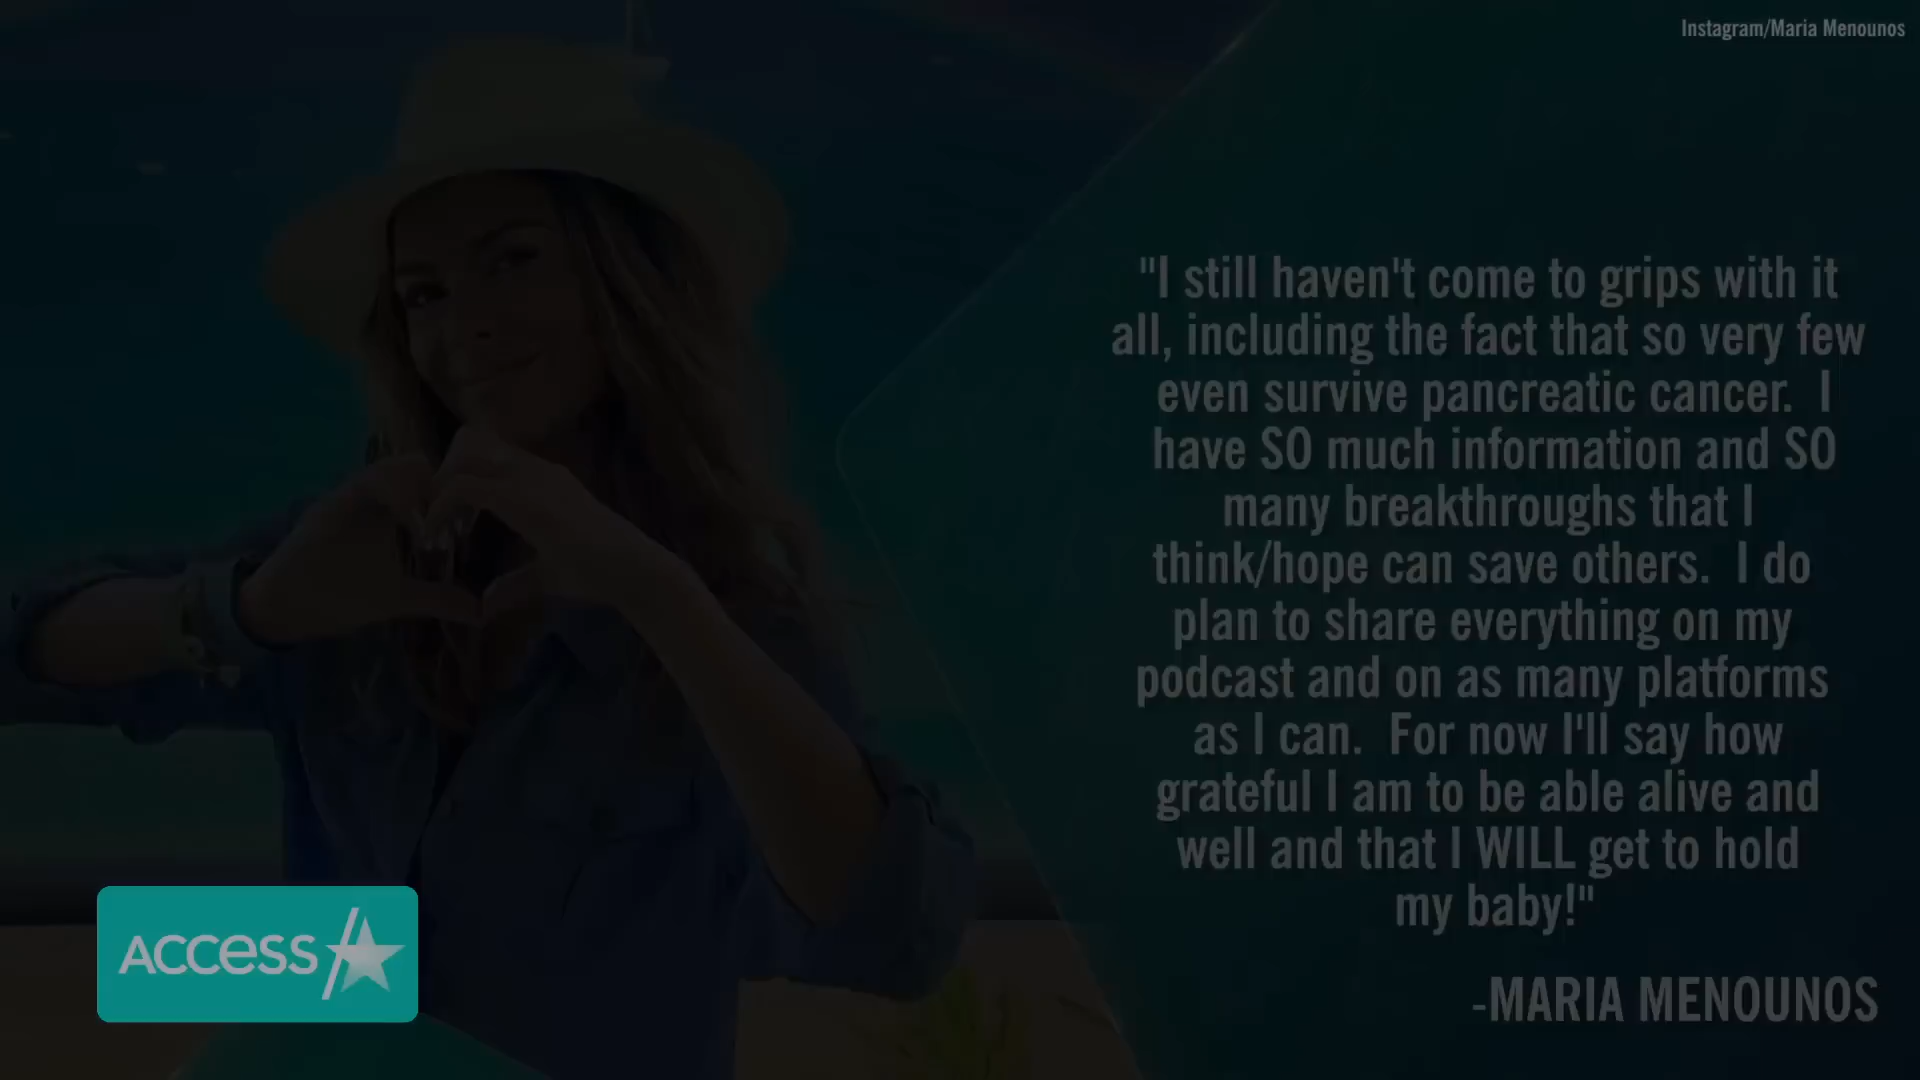 Instagram/Maria Menounos
"I still haven't come to grips with it
all, including the fact that so very few
even survive pancreatic cancer.  I
have SO much information and SO
many breakthroughs that I
think/hope can save others.  I do
plan to share everything on my
podcast and on as many platforms
as I can.  For now I'll say how
grateful I am to be able alive and
well and that I WILL get to hold
my baby!"
-MARIA MENOUNOS
ACCESS